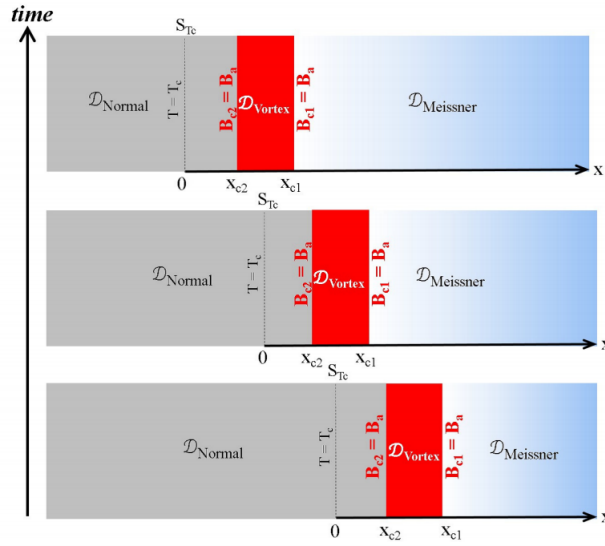 time
S_Tc
𝒟_Normal
T = T_c
B_c2 = B_a
𝒟_Vortex
B_c1 = B_a
𝒟_Meissner
x
0
x_c2
x_c1
S_Tc
𝒟_Normal
T = T_c
B_c2 = B_a
𝒟_Vortex
B_c1 = B_a
𝒟_Meissner
x
0
x_c2
x_c1
S_Tc
𝒟_Normal
T = T_c
B_c2 = B_a
𝒟_Vortex
B_c1 = B_a
𝒟_Meissner
x
0
x_c2
x_c1